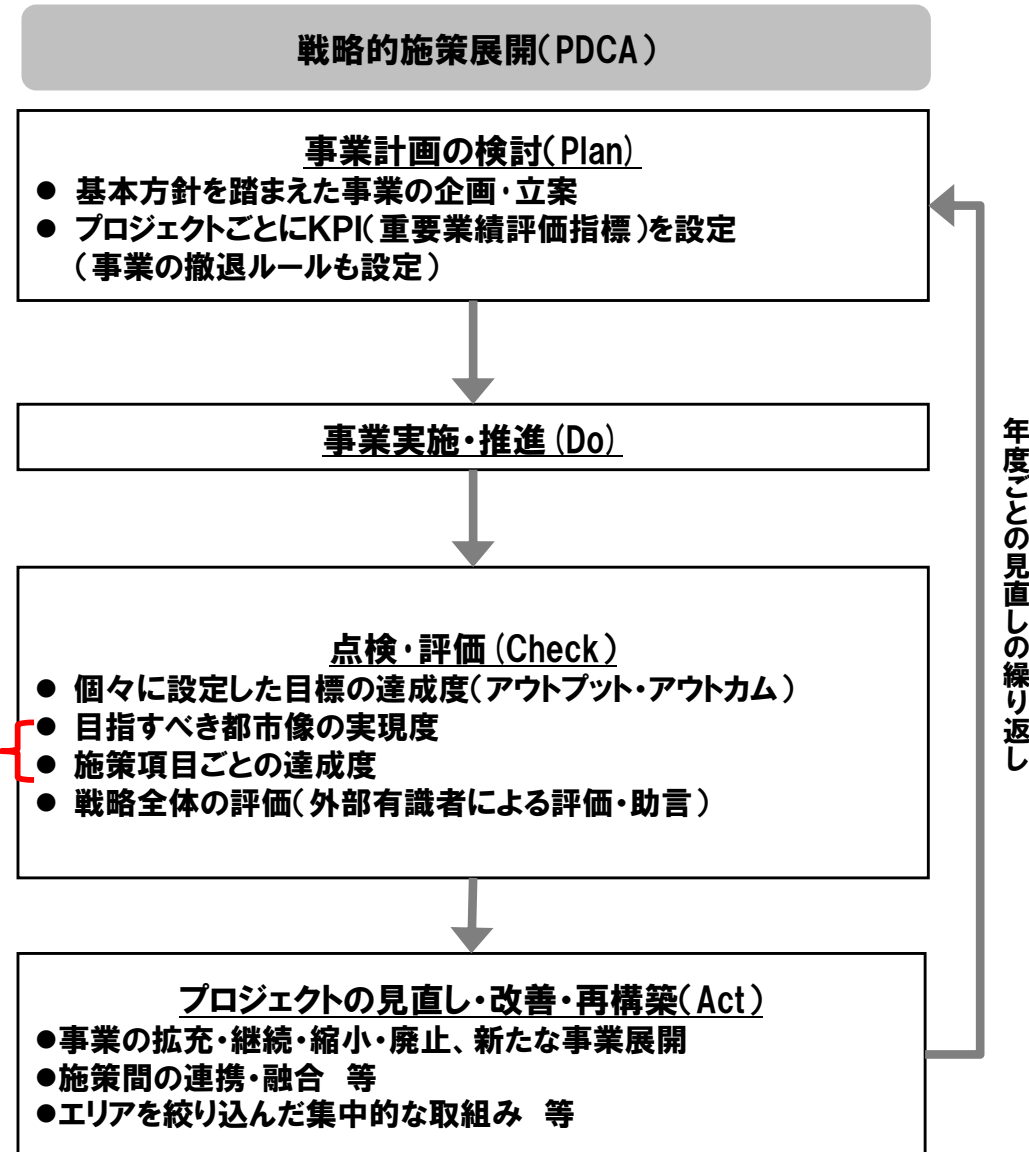 戦略的施策展開(PDCA)
事業計画の検討(Plan)
● 基本方針を踏まえた事業の企画・立案
● プロジェクトごとにKPI(重要業績評価指標)を設定
(事業の撤退ルールも設定)
事業実施・推進(Do)
点検・評価(Check)
● 個々に設定した目標の達成度(アウトプット・アウトカム)
● 目指すべき都市像の実現度
● 施策項目ごとの達成度
● 戦略全体の評価(外部有識者による評価・助言)
プロジェクトの見直し・改善・再構築(Act)
●事業の拡充・継続・縮小・廃止、新たな事業展開
●施策間の連携・融合 等
●エリアを絞り込んだ集中的な取組み 等
年度ごとの見直しの繰り返し